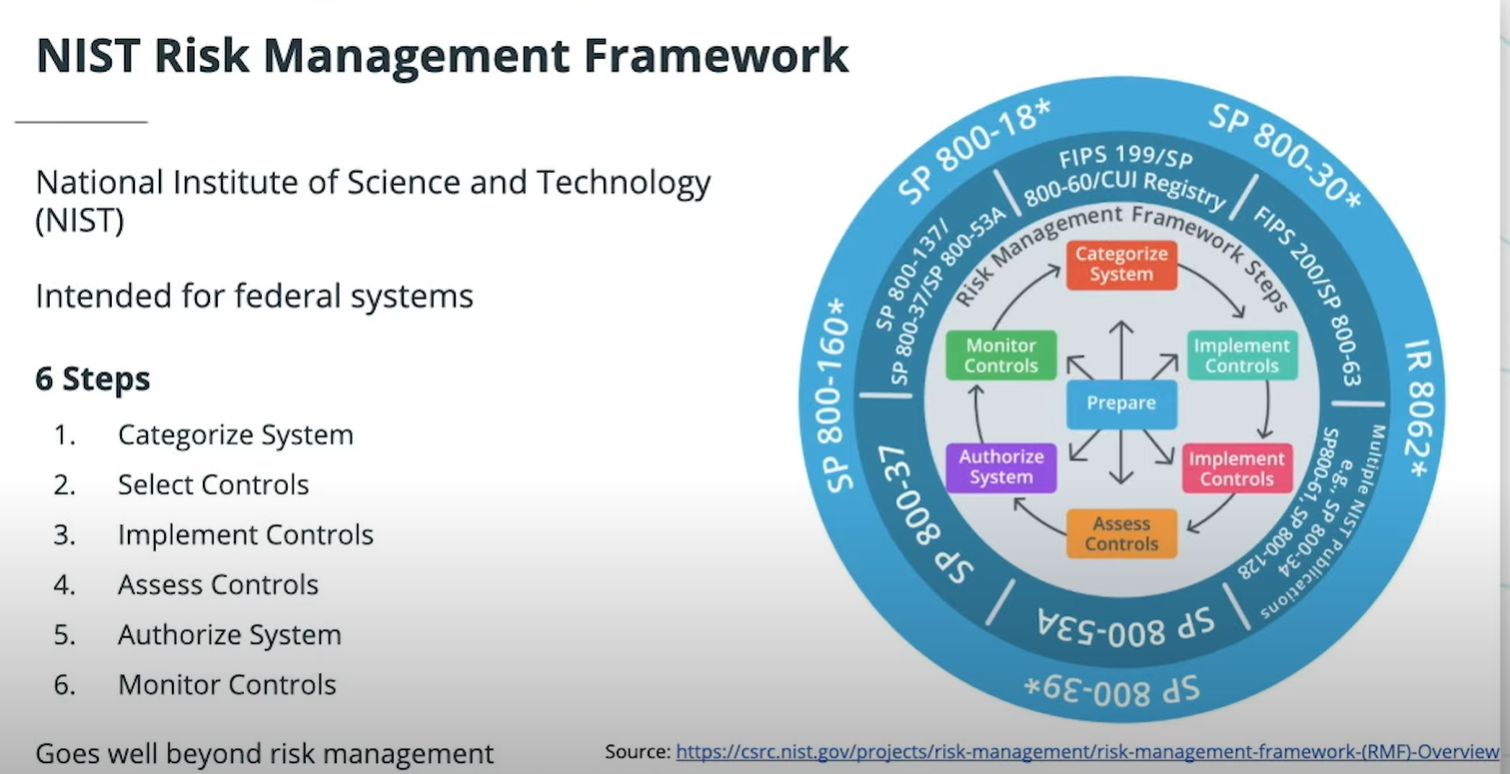 NIST Risk Management Framework
National Institute of Science and Technology
(NIST)
Intended for federal systems
6 Steps
1. Categorize System
2. Select Controls
3. Implement Controls
4. Assess Controls
5. Authorize System
6. Monitor Controls
Goes well beyond risk management
SP 800-18*
SP 800-30*
IR 8062*
SP 800-39*
SP 800-160*
FIPS 199/SP
800-60/CUI Registry
FIPS 200/SP 800-63
Multiple NIST Publications
e.g., SP 800-34
SP800-61, SP 800-128
SP 800-53A
SP 800-37
SP 800-137/
SP 800-37/SP 800-53A
Risk Management Framework Steps
Categorize
System
Implement
Controls
Implement
Controls
Assess
Controls
Authorize
System
Monitor
Controls
Prepare
Source: https://csrc.nist.gov/projects/risk-management/risk-management-framework-(RMF)-Overview